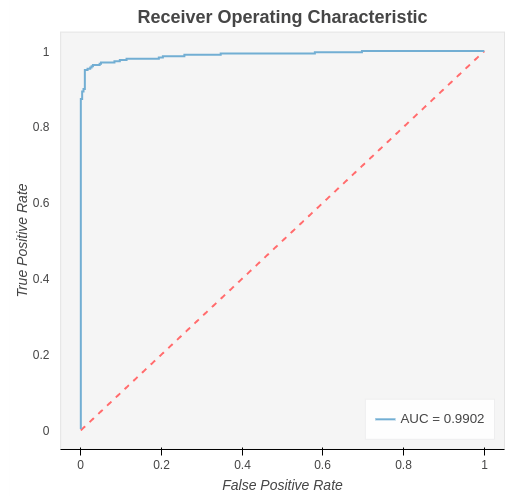 Receiver Operating Characteristic
True Positive Rate
1
0.8
0.6
0.4
0.2
0
AUC = 0.9902
0 0.2 0.4 0.6 0.8 1
False Positive Rate